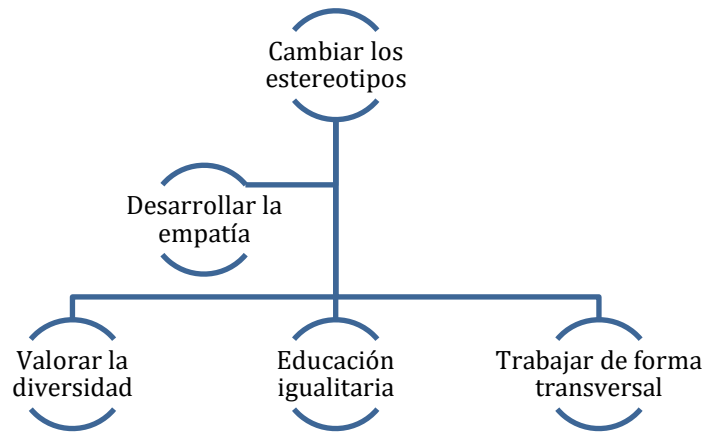 Cambiar los
estereotipos
Desarrollar la
empatía
Valorar la
diversidad
Educación
igualitaria
Trabajar de forma
transversal